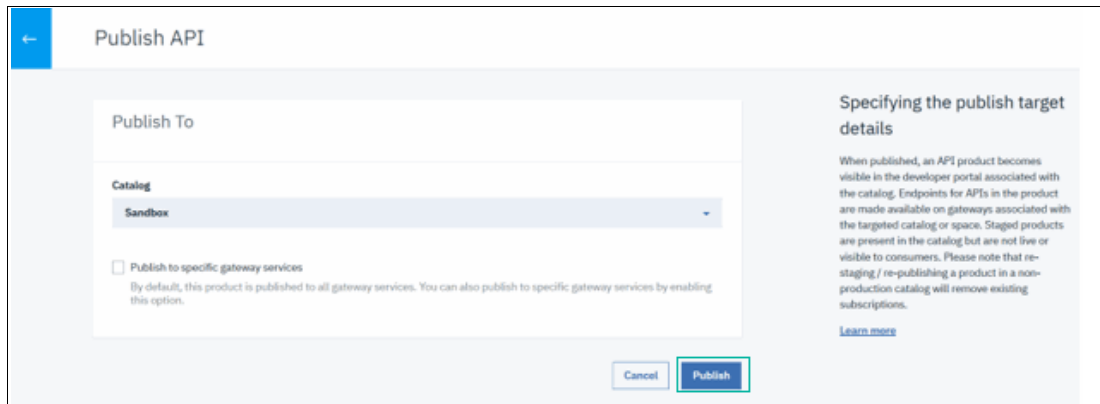 Publish API
Publish To
Catalog
Sandbox
Publish to specific gateway services
By default, this product is published to all gateway services. You can also publish to specific gateway services by enabling
this option.
Cancel
Publish
Specifying the publish target
details
When published, an API product becomes
visible in the developer portal associated with
the catalog. Endpoints for APIs in the product
are made available on gateways associated with
the targeted catalog or space. Staged products
are present in the catalog but are not live or
visible to consumers. Please note that re-
staging / re-publishing a product in a non-
production catalog will remove existing
subscriptions.
Learn more